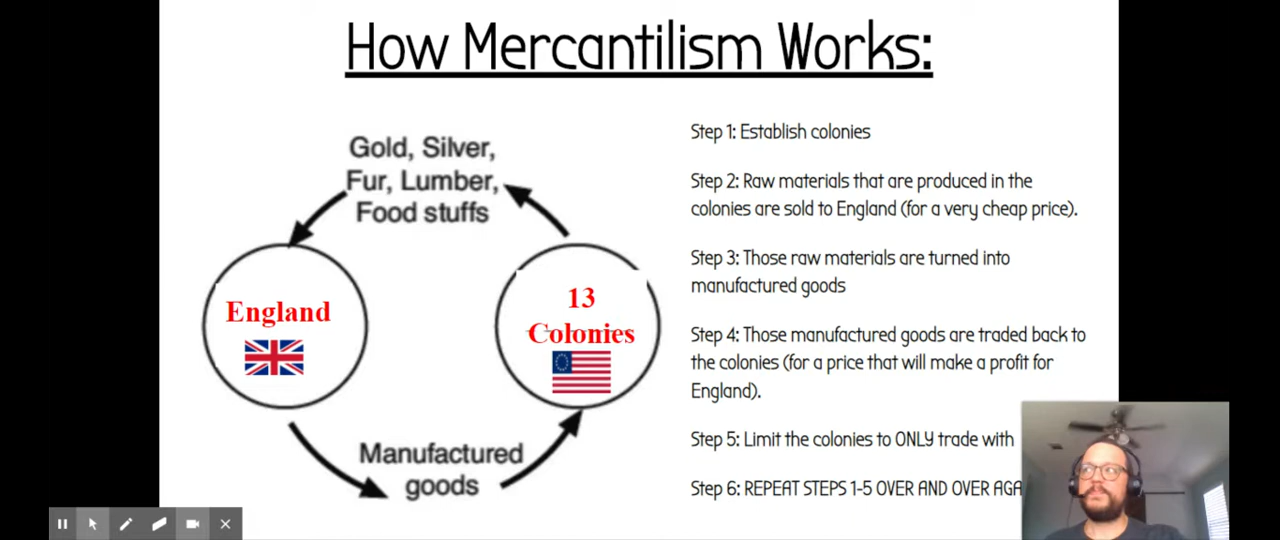 How Mercantilism Works:
Gold, Silver,
Fur, Lumber,
Food stuffs
England
13
Colonies
Manufactured
goods
Step 1: Establish colonies
Step 2: Raw materials that are produced in the
colonies are sold to England (for a very cheap price).
Step 3: Those raw materials are turned into
manufactured goods
Step 4: Those manufactured goods are traded back to
the colonies (for a price that will make a profit for
England).
Step 5: Limit the colonies to ONLY trade with
Step 6: REPEAT STEPS 1-5 OVER AND OVER AGA